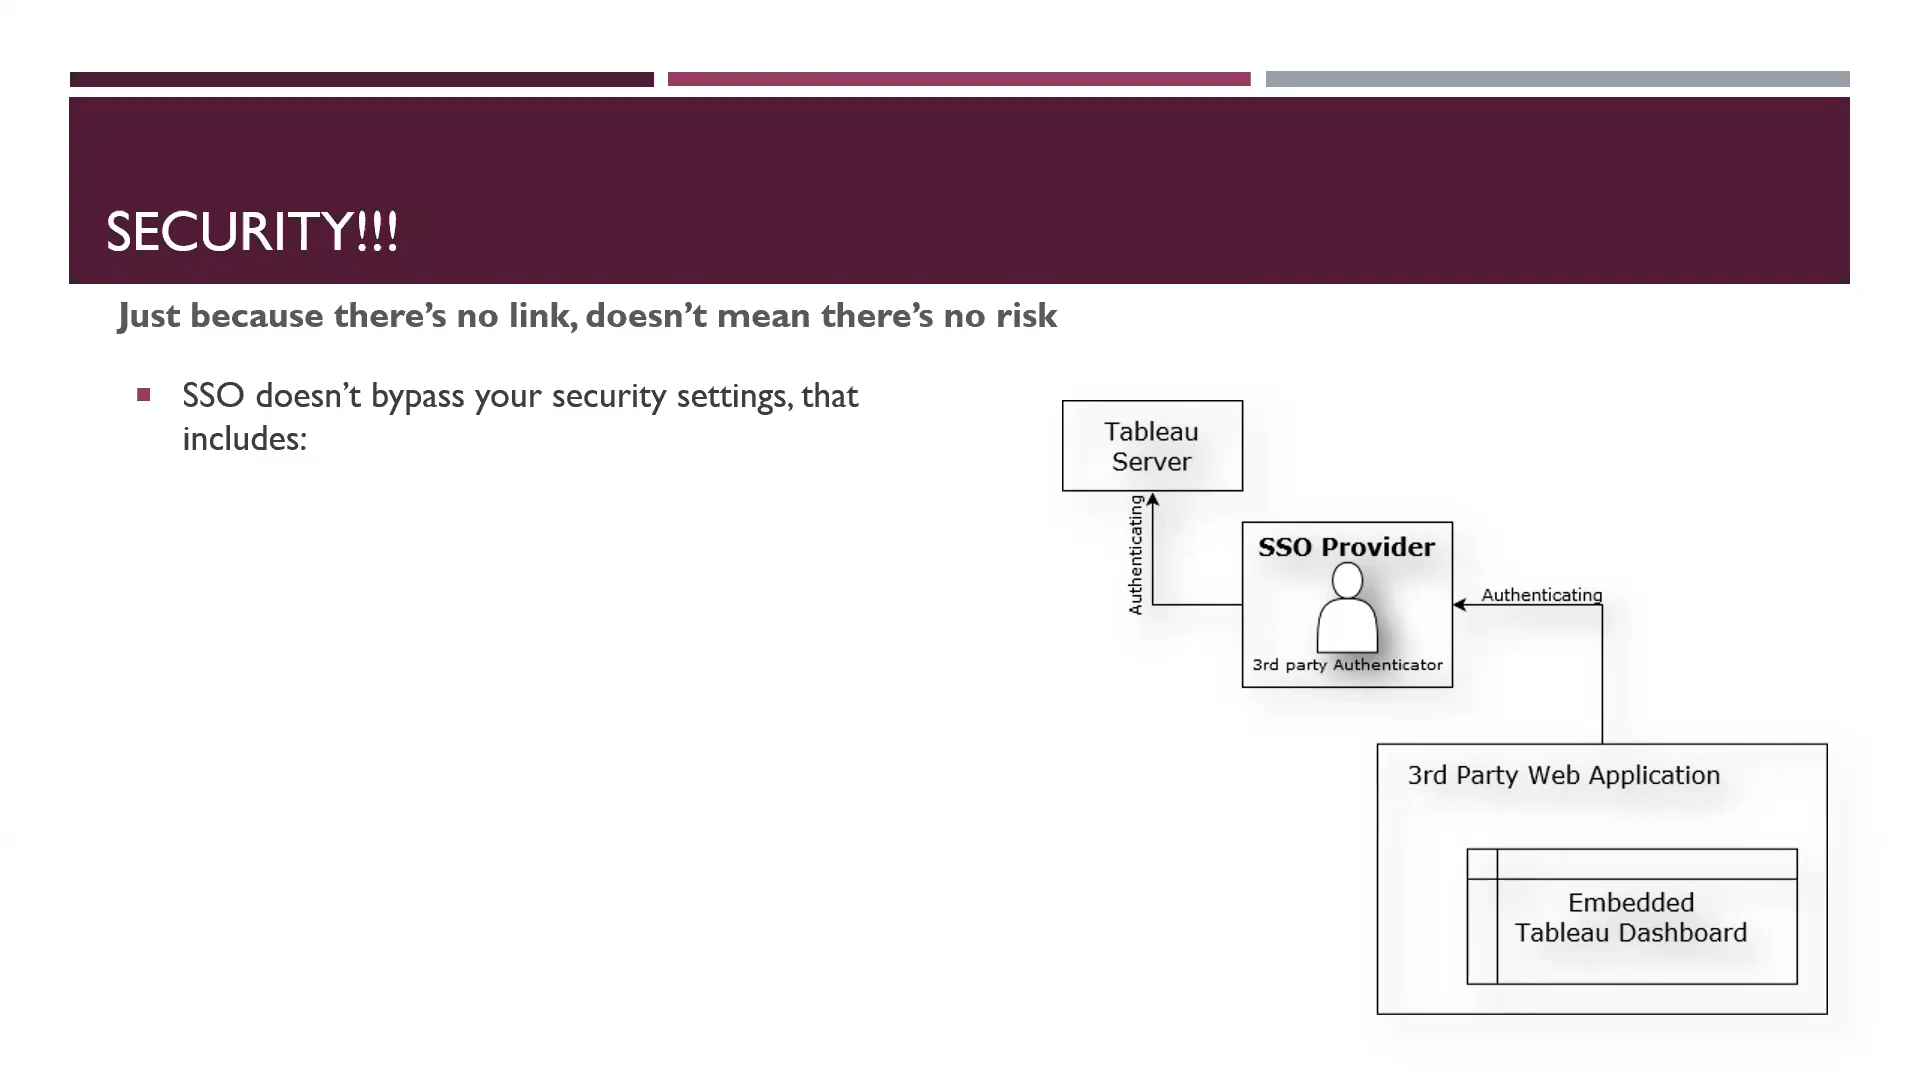 SECURITY!!!
Just because there’s no link, doesn’t mean there’s no risk
SSO doesn’t bypass your security settings, that
includes:
Tableau
Server
Authenticating
SSO Provider
3rd party Authenticator
Authenticating
3rd Party Web Application
Embedded
Tableau Dashboard